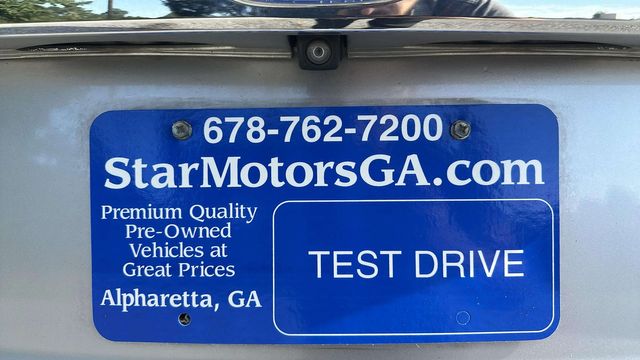 678-762-7200
StarMotorsGA.com
Premium Quality
Pre-Owned
Vehicles at
Great Prices
Alpharetta, GA
TEST DRIVE